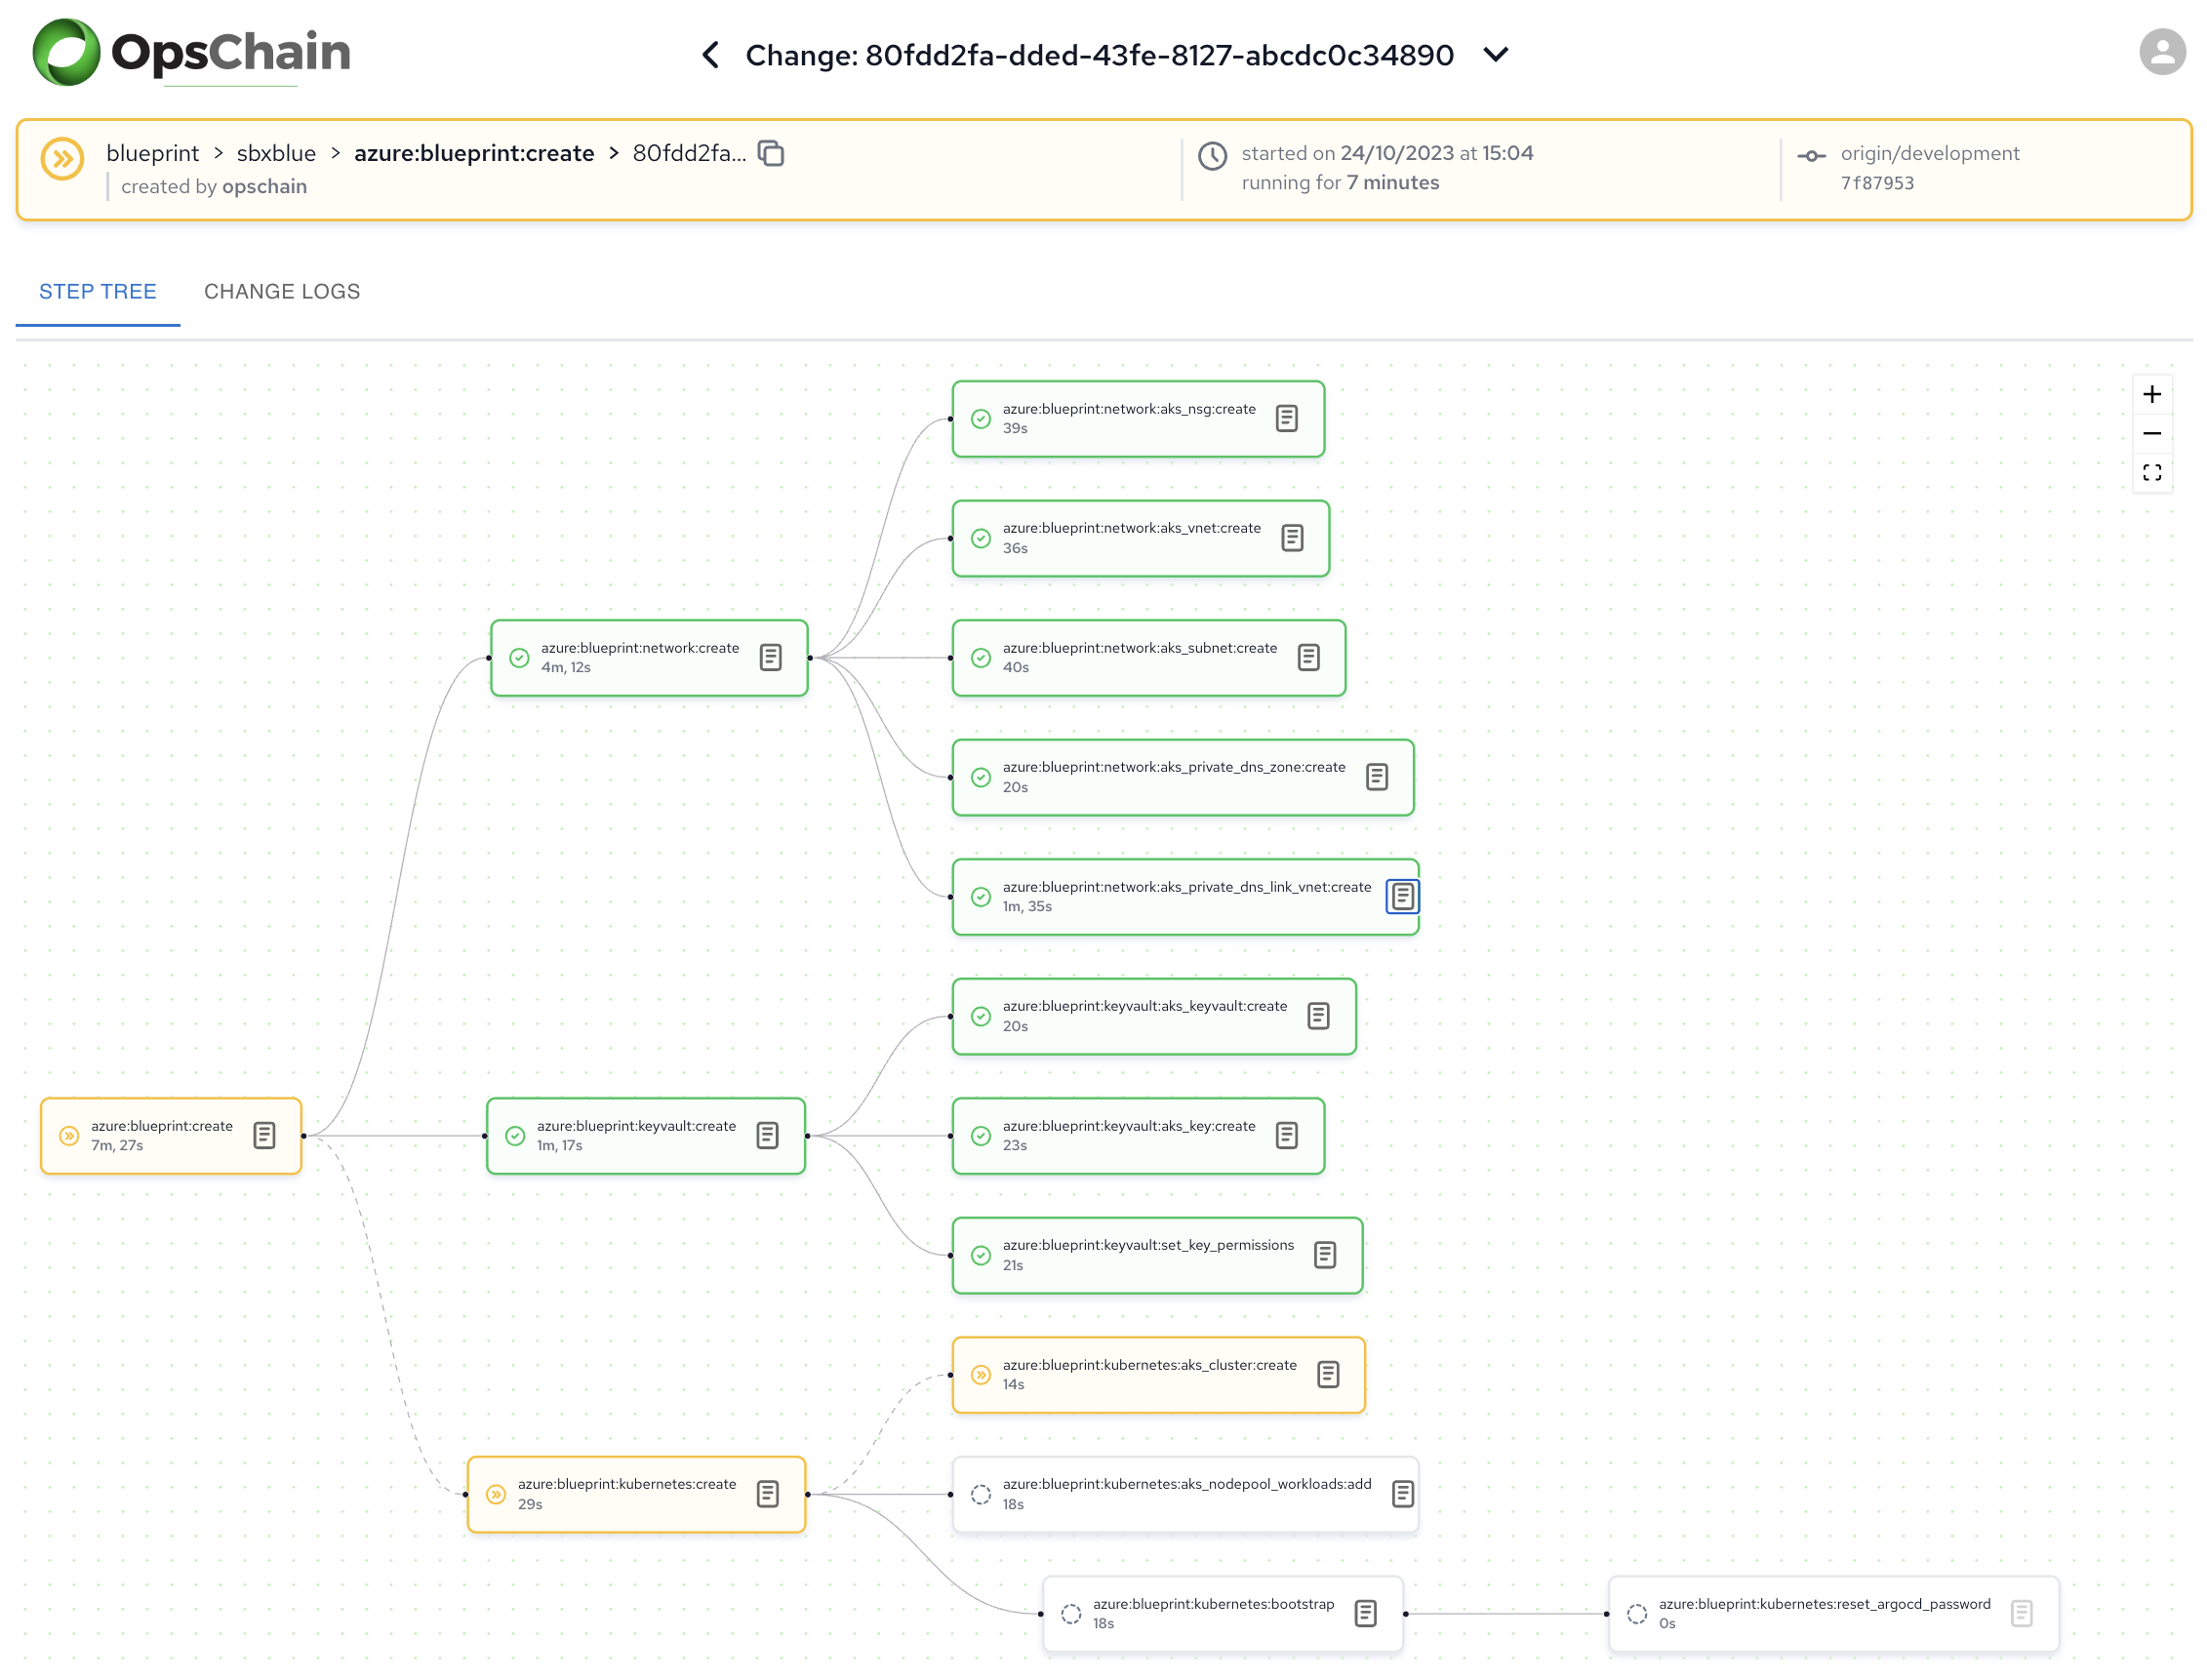 OpsChain
Change: 80fdd2fa-dded-43fe-8127-abcdc0c34890
blueprint > sbxblue > azure:blueprint:create > 80fdd2fa...
created by opschain
started on 24/10/2023 at 15:04
running for 7 minutes
origin/development
7f87953
STEP TREE
CHANGE LOGS
azure:blueprint:network:aks_nsg:create
39s
azure:blueprint:network:aks_vnet:create
36s
azure:blueprint:network:create
4m, 12s
azure:blueprint:network:aks_subnet:create
40s
azure:blueprint:network:aks_private_dns_zone:create
20s
azure:blueprint:network:aks_private_dns_link_vnet:create
1m, 35s
azure:blueprint:keyvault:aks_keyvault:create
20s
azure:blueprint:create
7m, 27s
azure:blueprint:keyvault:create
1m, 17s
azure:blueprint:keyvault:aks_key:create
23s
azure:blueprint:keyvault:set_key_permissions
21s
azure:blueprint:kubernetes:aks_cluster:create
14s
azure:blueprint:kubernetes:create
29s
azure:blueprint:kubernetes:aks_nodepool_workloads:add
18s
azure:blueprint:kubernetes:bootstrap
18s
azure:blueprint:kubernetes:reset_argocd_password
0s